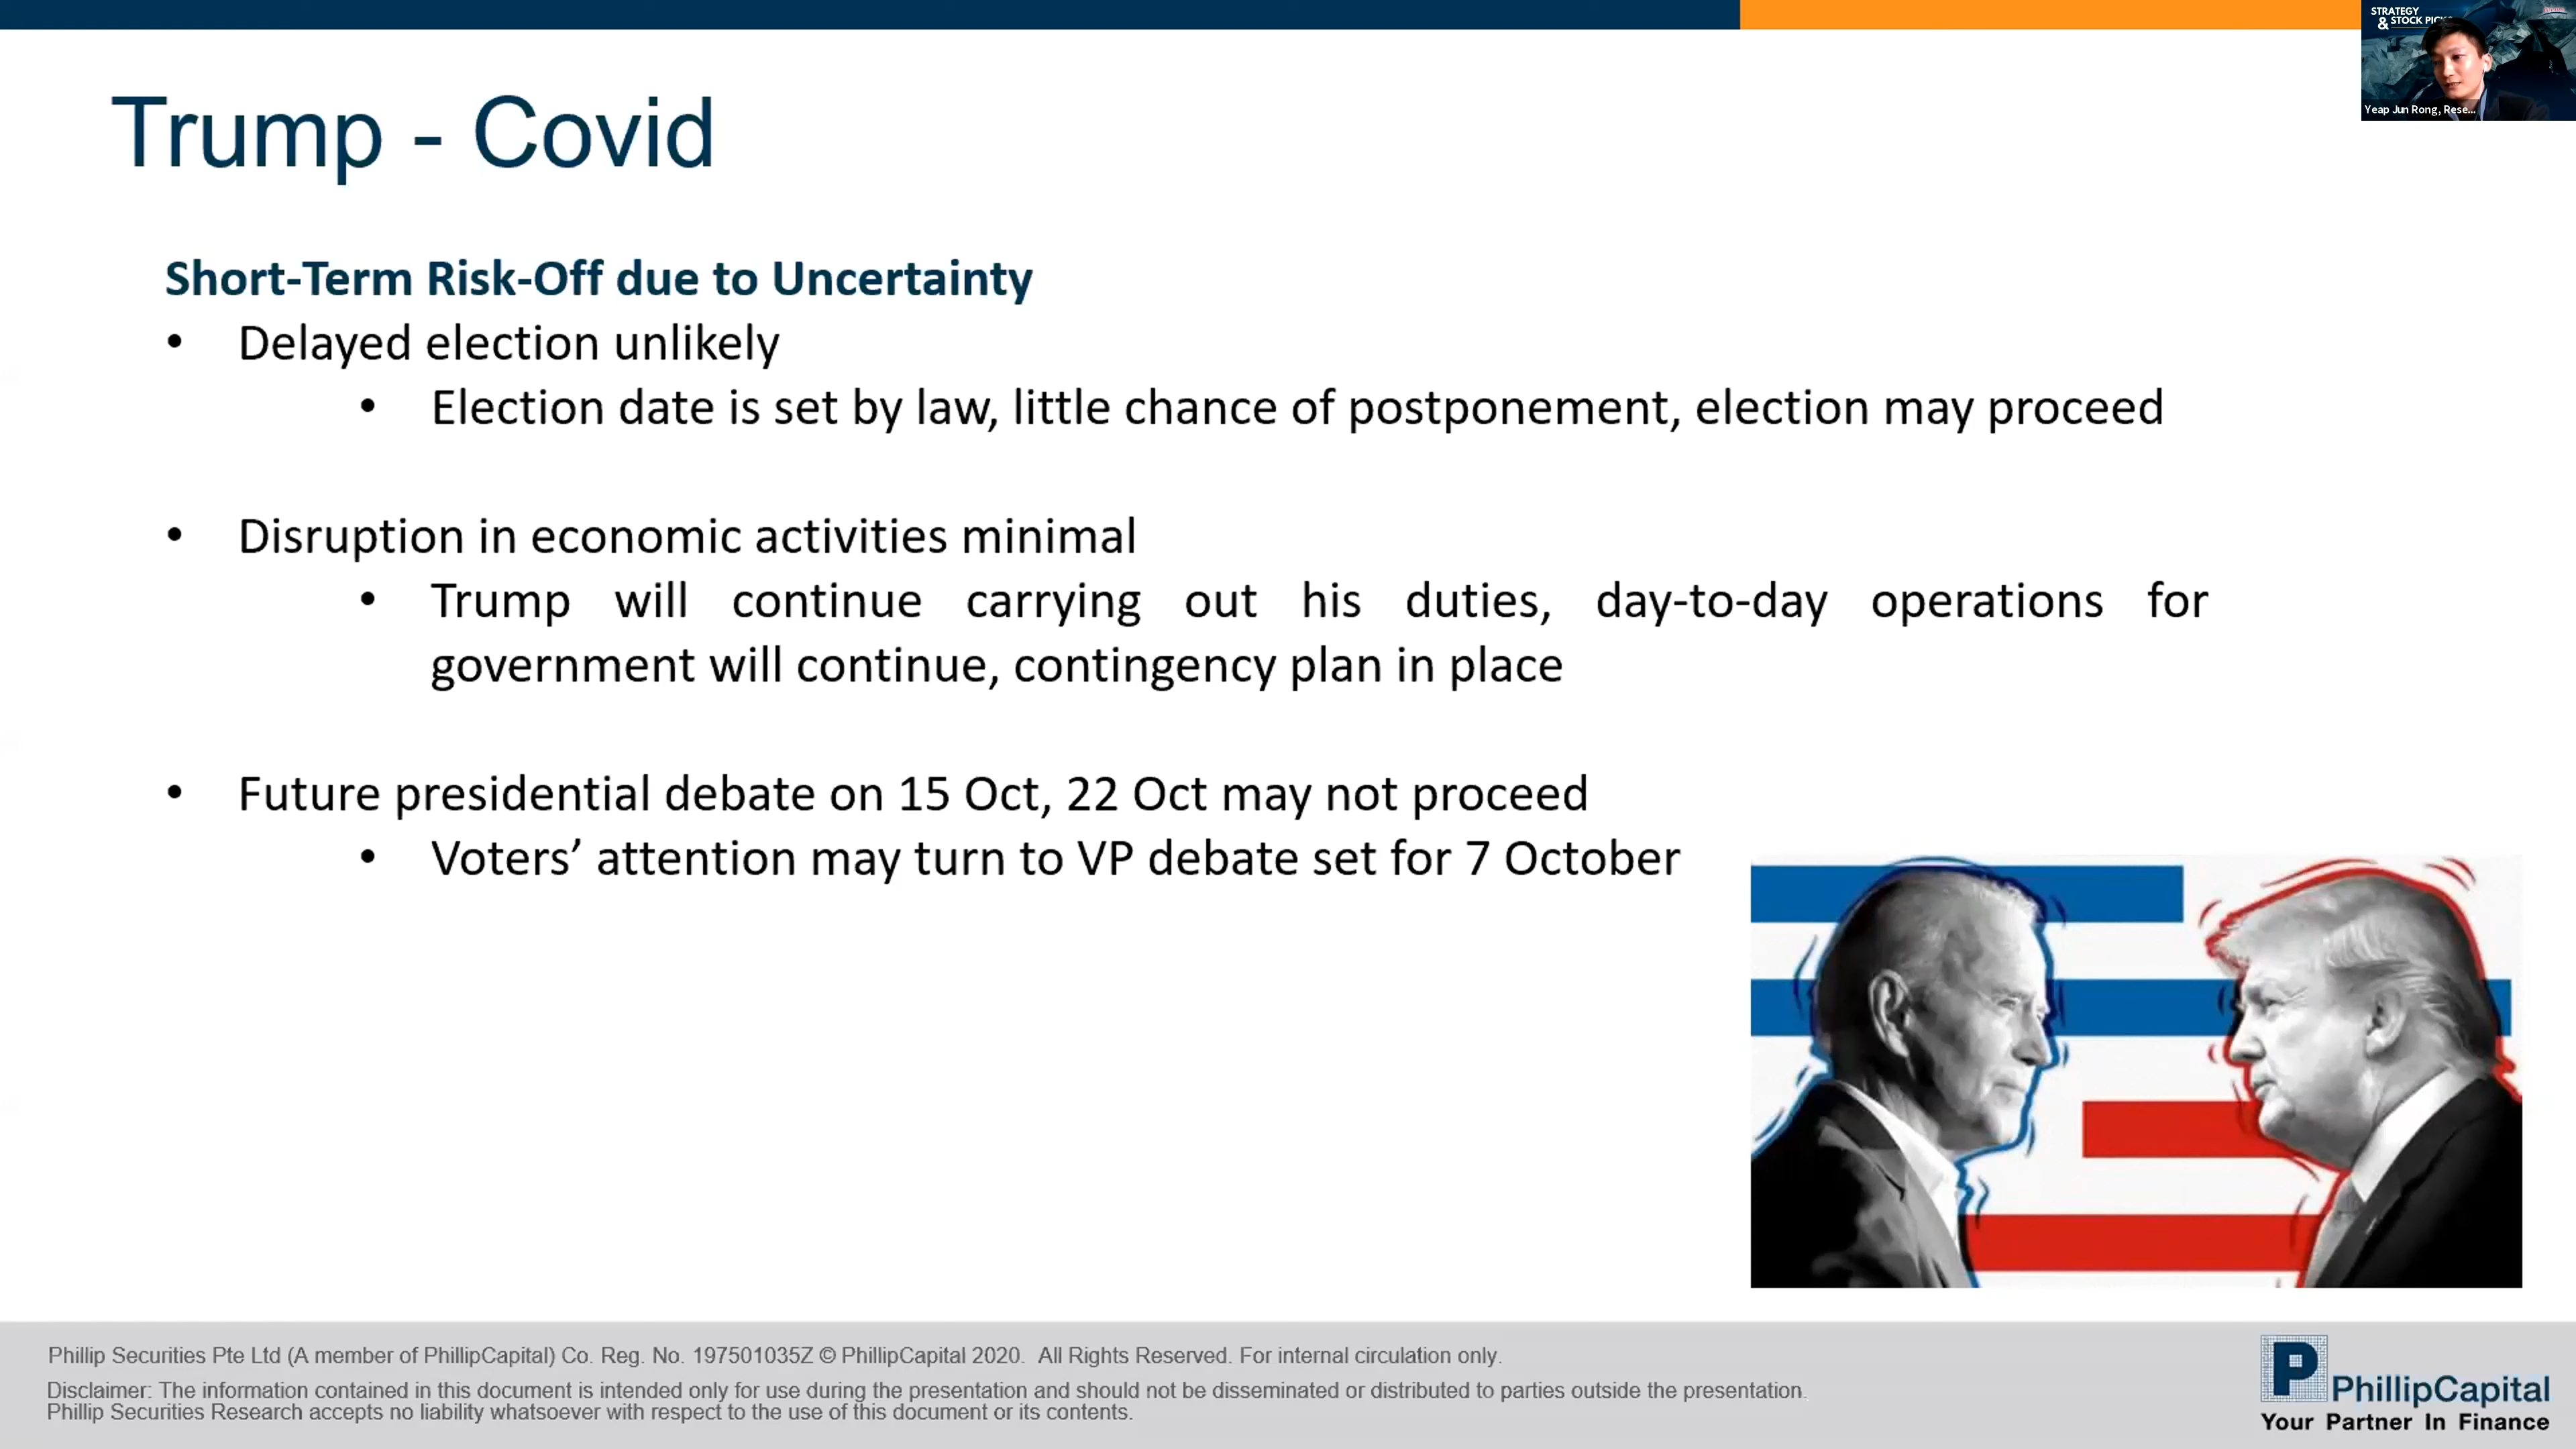 STRATEGY
& STOCK PICKS
Yeap Jun Rong, Rese...
Trump - Covid
Short-Term Risk-Off due to Uncertainty
• Delayed election unlikely
• Election date is set by law, little chance of postponement, election may proceed
• Disruption in economic activities minimal
• Trump will continue carrying out his duties, day-to-day operations for
government will continue, contingency plan in place
• Future presidential debate on 15 Oct, 22 Oct may not proceed
• Voters’ attention may turn to VP debate set for 7 October
Phillip Securities Pte Ltd (A member of PhillipCapital) Co. Reg. No. 197501035Z © PhillipCapital 2020. All Rights Reserved. For internal circulation only.
Disclaimer: The information contained in this document is intended only for use during the presentation and should not be disseminated or distributed to parties outside the presentation.
Phillip Securities Research accepts no liability whatsoever with respect to the use of this document or its contents.
P PhillipCapital
Your Partner In Finance